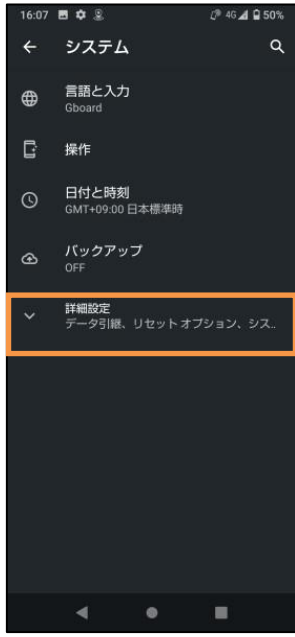 16:07 4G 50%
システム
言語と入力
Gboard
操作
日付と時刻
GMT+09:00 日本標準時
バックアップ
OFF
詳細設定
データ引継、リセット オプション、シス..